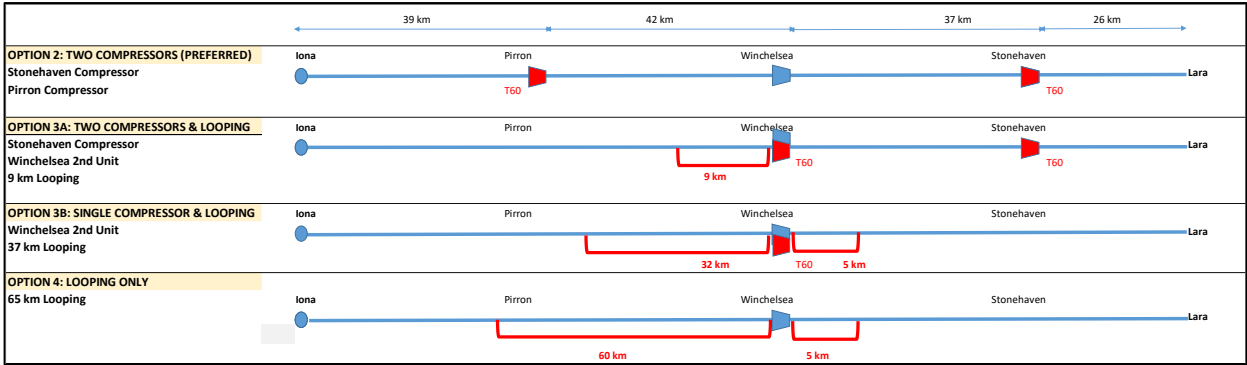 39 km 42 km 37 km 26 km
OPTION 2: TWO COMPRESSORS (PREFERRED) Iona Pirron Winchelsea Stonehaven
Stonehaven Compressor Lara
Pirron Compressor T60 T60
OPTION 3A: TWO COMPRESSORS & LOOPING Iona Pirron Winchelsea Stonehaven
Stonehaven Compressor Lara
Winchelsea 2nd Unit T60 T60
9 km Looping 9 km
OPTION 3B: SINGLE COMPRESSOR & LOOPING Iona Pirron Winchelsea Stonehaven
Winchelsea 2nd Unit Lara
37 km Looping 32 km T60 5 km
OPTION 4: LOOPING ONLY
65 km Looping Iona Pirron Winchelsea Stonehaven
Lara
60 km 5 km